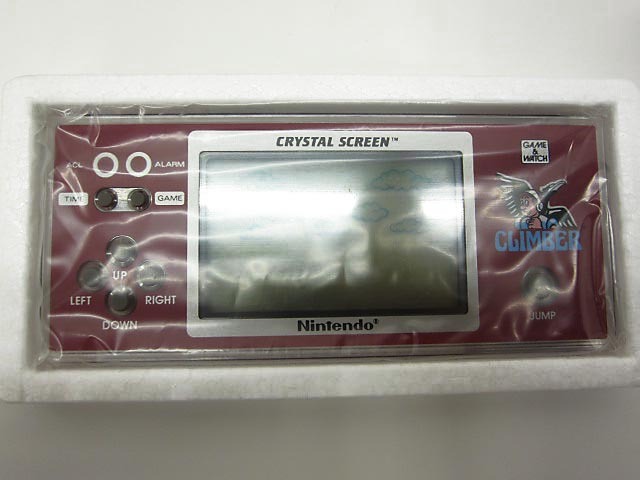 CRYSTAL SCREEN™
GAME
&
WATCH
ACL
ALARM
TIME
GAME
CLIMBER
UP
LEFT
RIGHT
DOWN
JUMP
Nintendo®